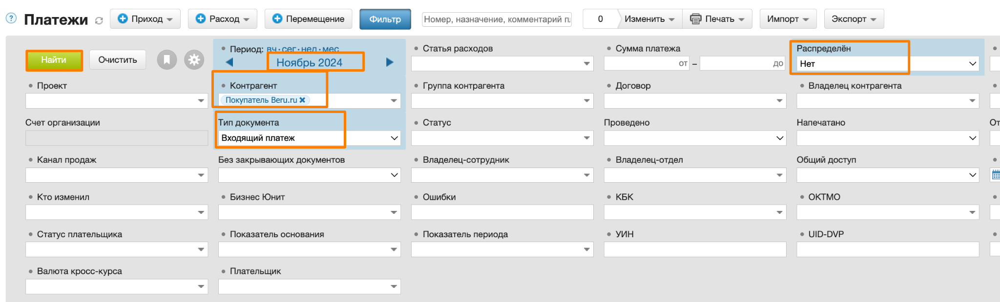 ? Платежи Приход Расход Перемещение Фильтр Номер, назначение, комментарий 0 Изменить Печать Импорт Экспорт
Найти Очистить
Период: вч·сег·нед·мес
Ноябрь 2024
Статья расходов
Сумма платежа
от – до
Распределён
Нет
Проект
Контрагент
Покупатель Beru.ru ×
Группа контрагента
Договор
Владелец контрагента
Счет организации
Тип документа
Входящий платеж
Статус
Проведено
Напечатано
Канал продаж
Без закрывающих документов
Владелец-сотрудник
Владелец-отдел
Общий доступ
Кто изменил
Бизнес Юнит
Ошибки
КБК
ОКТМО
Статус плательщика
Показатель основания
Показатель периода
УИН
UID-DVP
Валюта кросс-курса
Плательщик